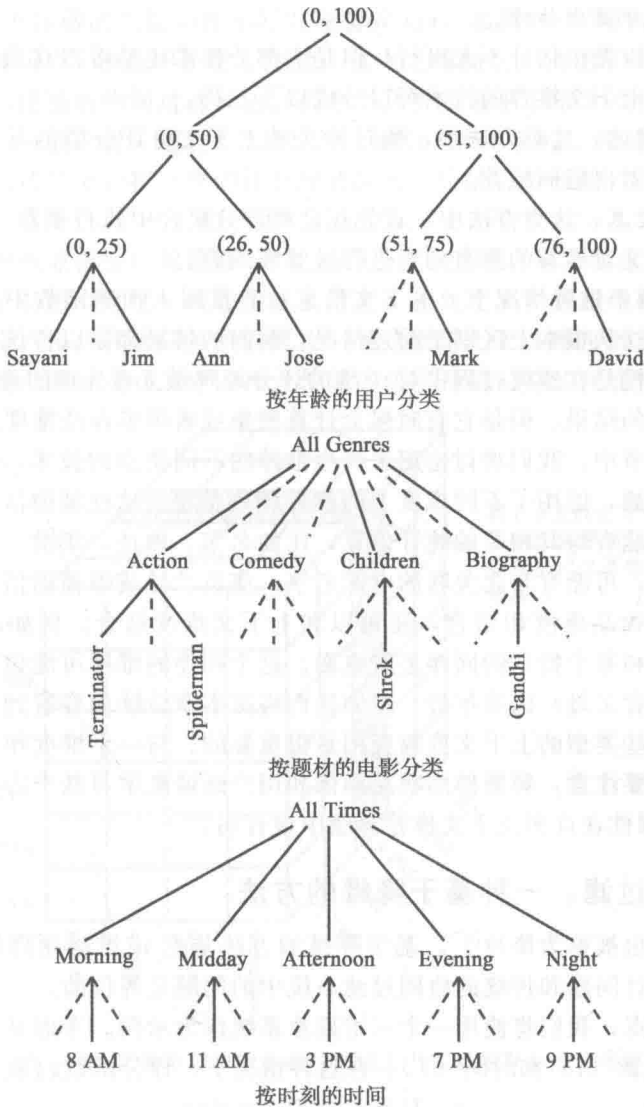 (0, 100)
(0, 50) (51, 100)
(0, 25) (26, 50) (51, 75) (76, 100)
Sayani Jim Ann Jose Mark David
按年龄的用户分类
All Genres
Action Comedy Children Biography
Terminator Spiderman Shrek Gandhi
按题材的电影分类
All Times
Morning Midday Afternoon Evening Night
8 AM 11 AM 3 PM 7 PM 9 PM
按时刻的时间